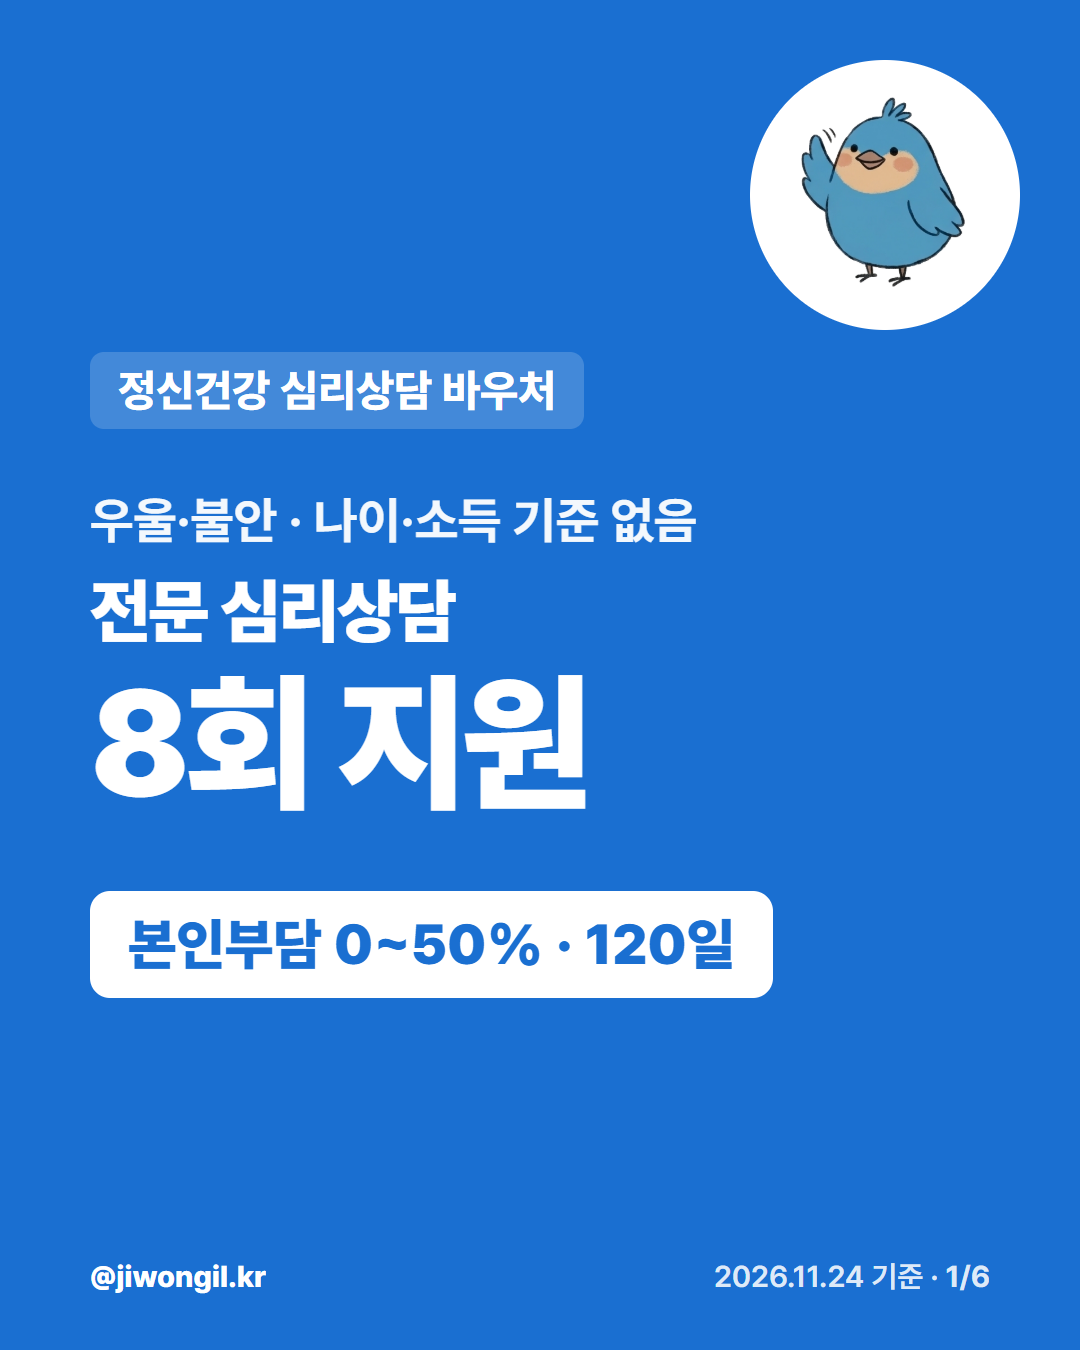 정신건강 심리상담 바우처
우울·불안 · 나이·소득 기준 없음
전문 심리상담
8회 지원
본인부담 0~50% · 120일
@jiwongil.kr
2026.11.24 기준 · 1/6